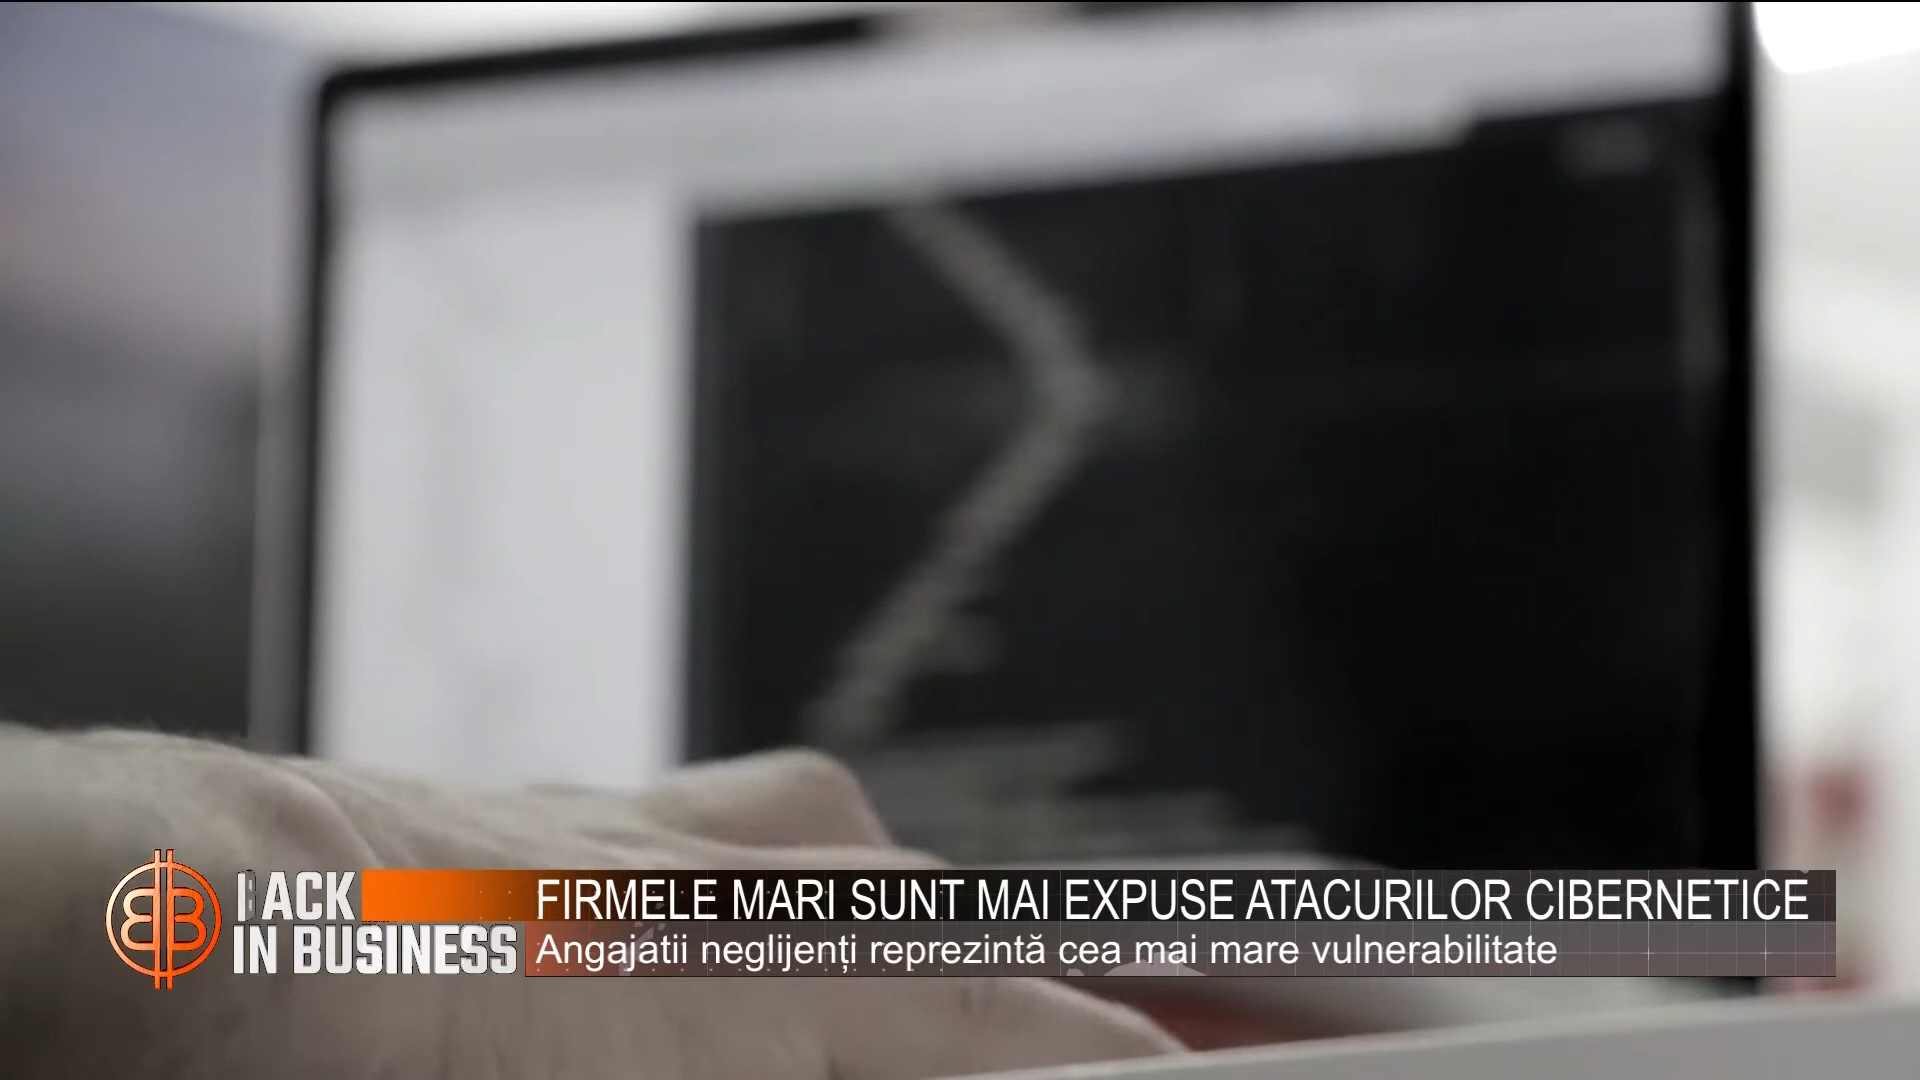 BACK
IN BUSINESS
FIRMELE MARI SUNT MAI EXPUSE ATACURILOR CIBERNETICE
Angajatii neglijenți reprezintă cea mai mare vulnerabilitate